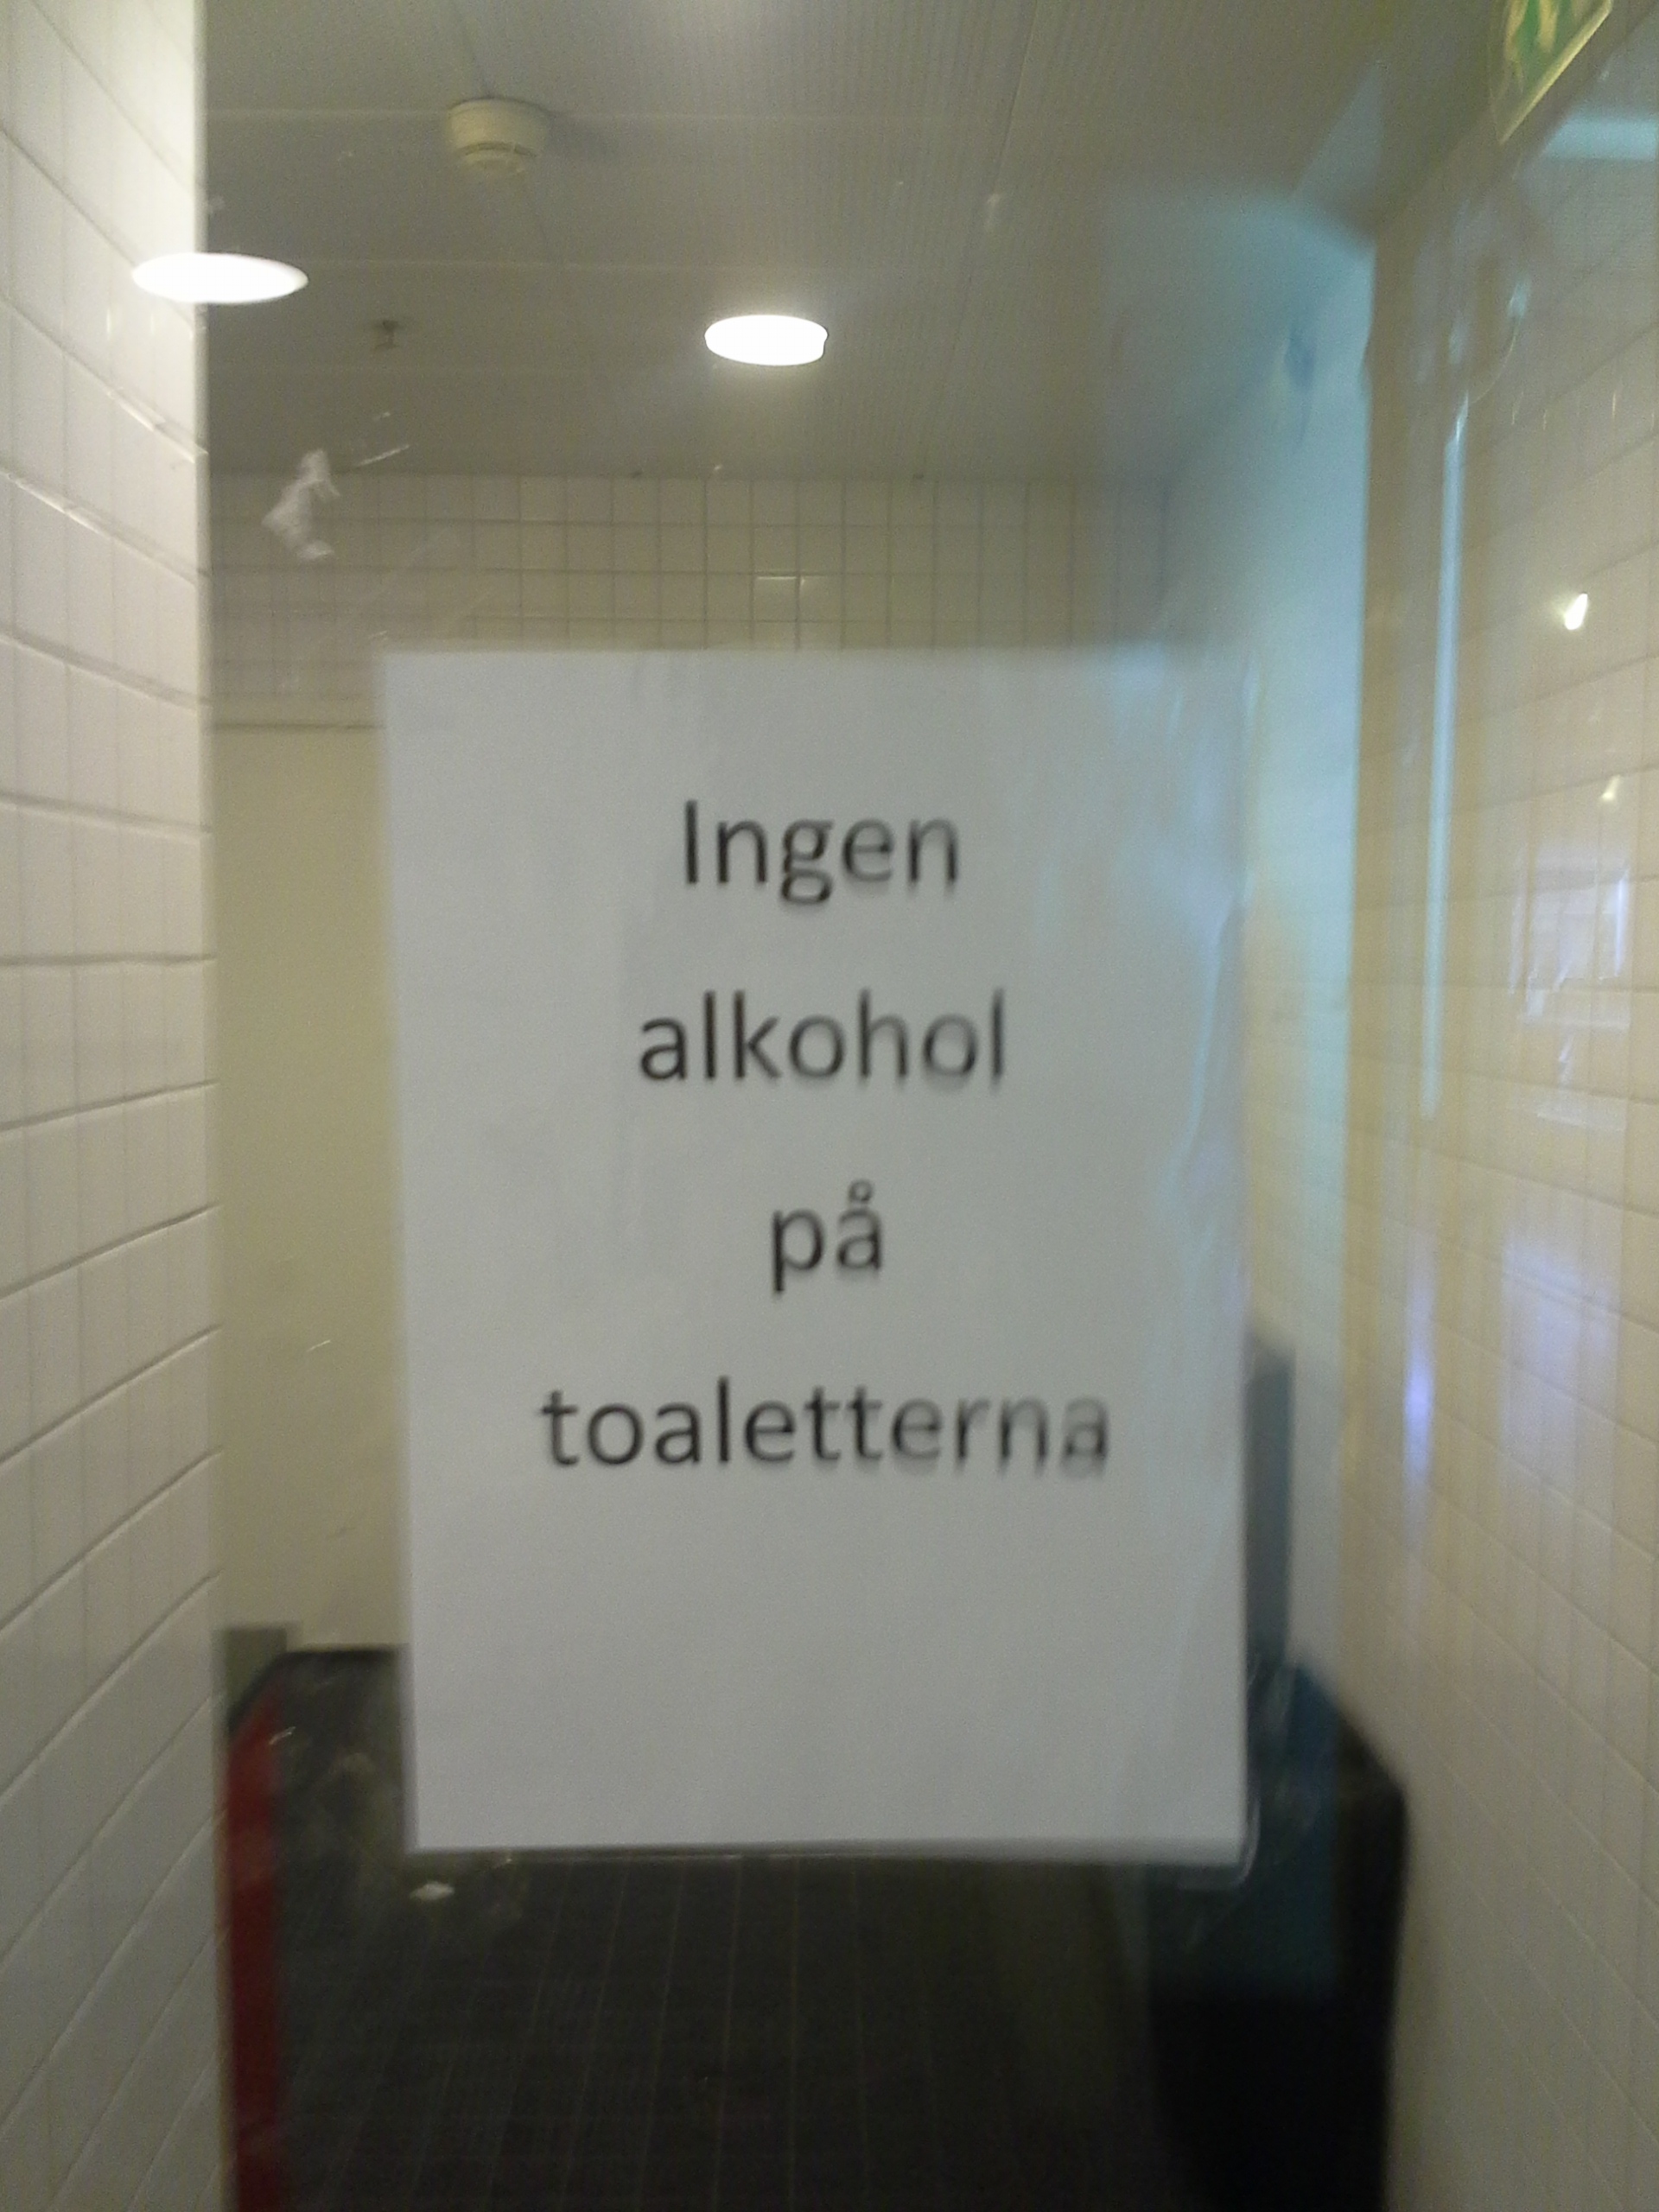 Ingen
alkohol
på
toaletterna